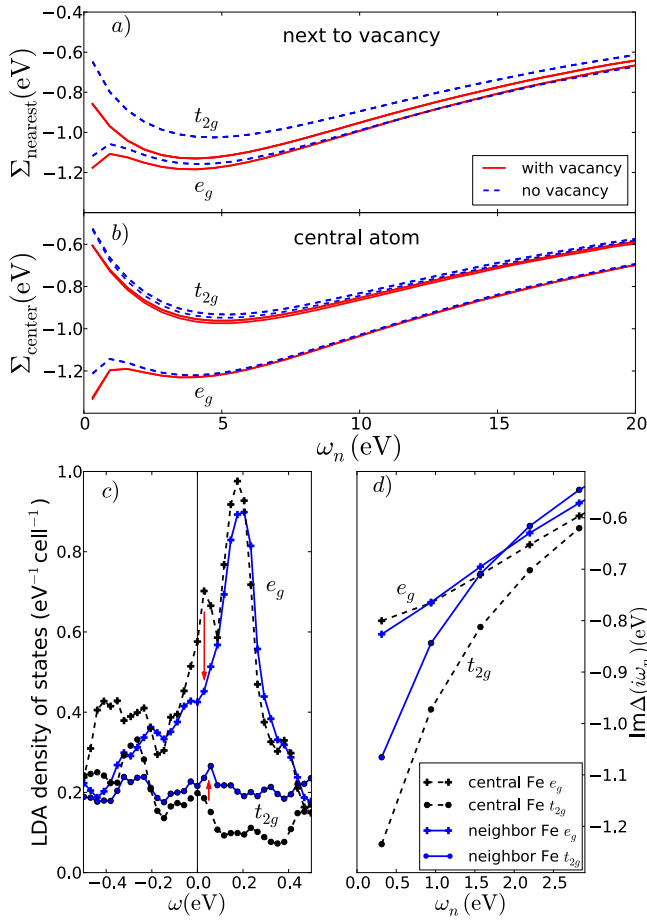 a)
next to vacancy
Σnearest(eV)
−0.4
−0.6
−0.8
−1.0
−1.2
t2g
eg
with vacancy
no vacancy
b)
central atom
Σcenter(eV)
−0.6
−0.8
−1.0
−1.2
t2g
eg
0 5 10 15 20
ωn (eV)
c)
LDA density of states (eV−1 cell−1)
1.0
0.8
0.6
0.4
0.2
0.0
eg
t2g
−0.4 −0.2 0.0 0.2 0.4
ω(eV)
d)
eg
t2g
central Fe eg
central Fe t2g
neighbor Fe eg
neighbor Fe t2g
−0.6
−0.7
−0.8
−0.9
−1.0
−1.1
−1.2
ImΔ(iωn)(eV)
0.0 0.5 1.0 1.5 2.0 2.5
ωn (eV)